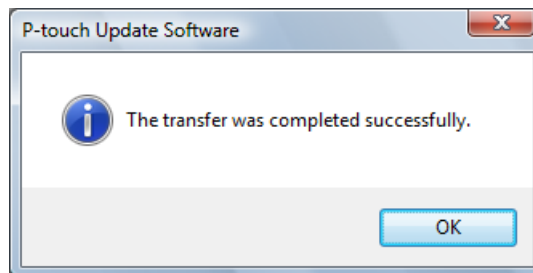 P-touch Update Software
The transfer was completed successfully.
OK